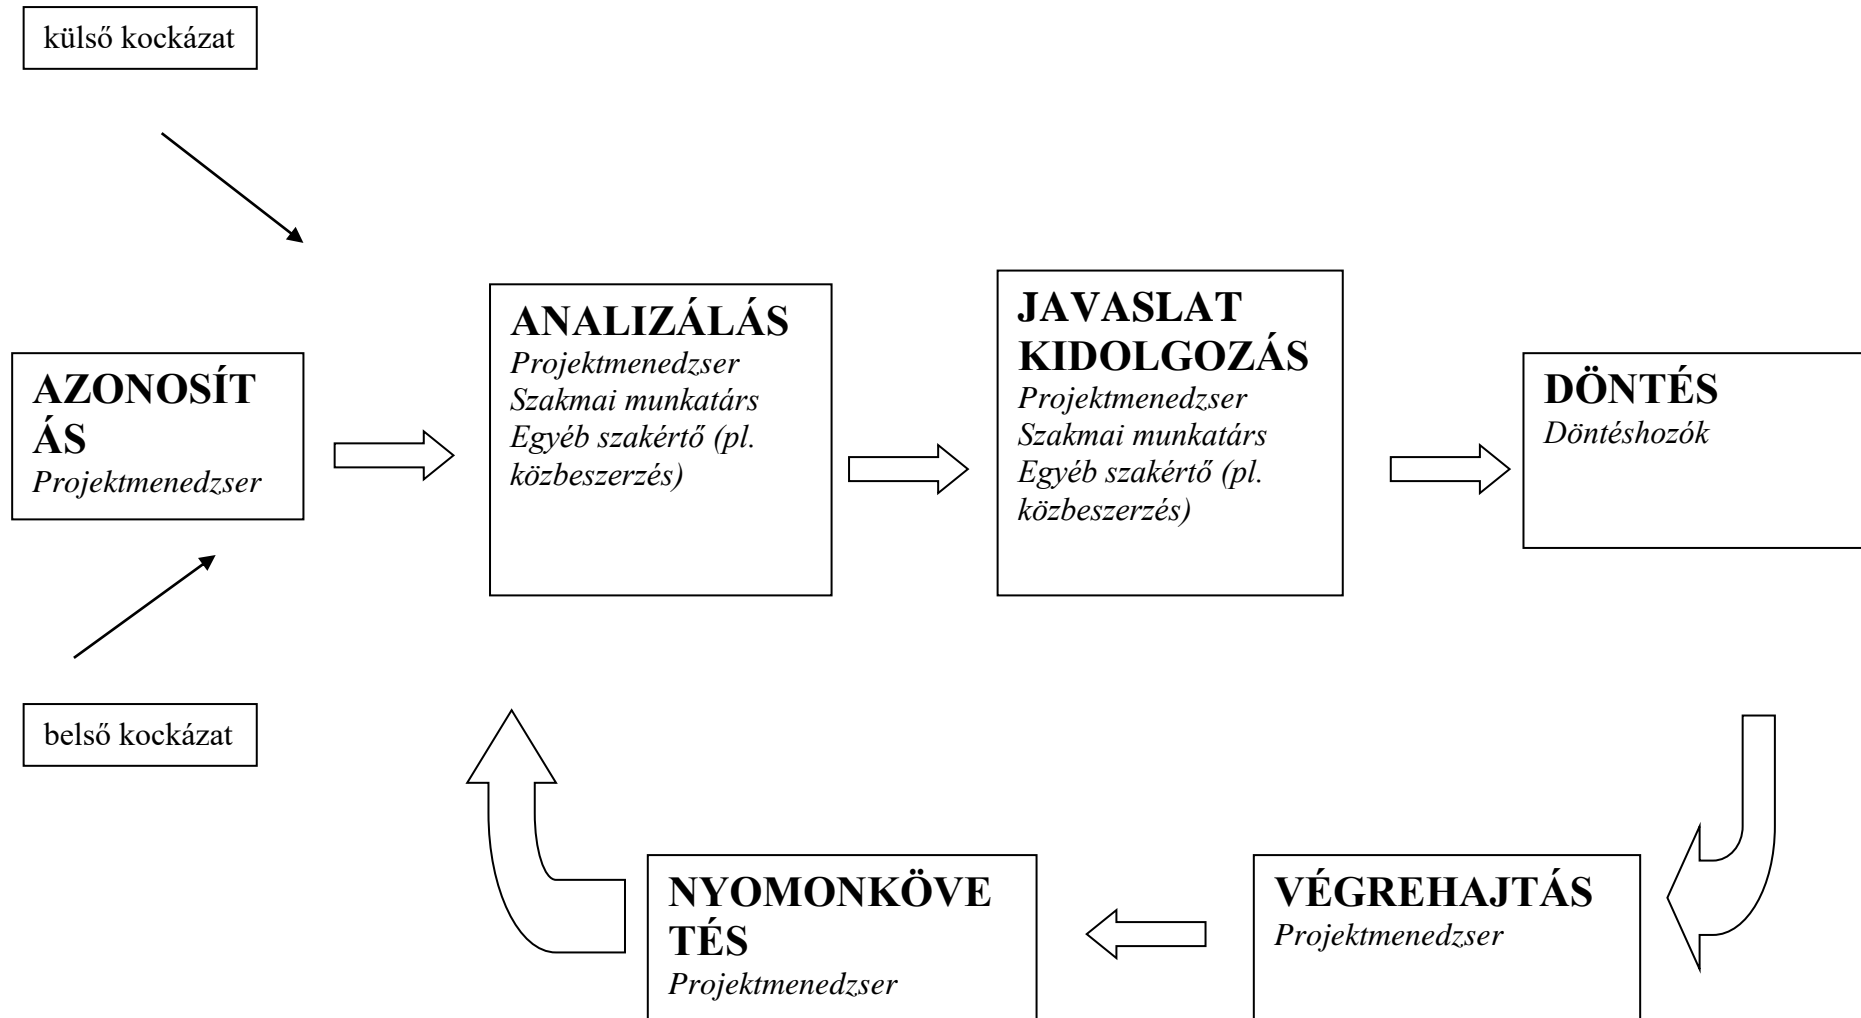 külső kockázat
AZONOSÍT
ÁS
Projektmenedzser
belső kockázat
ANALIZÁLÁS
Projektmenedzser
Szakmai munkatárs
Egyéb szakértő (pl.
közbeszerzés)
JAVASLAT
KIDOLGOZÁS
Projektmenedzser
Szakmai munkatárs
Egyéb szakértő (pl.
közbeszerzés)
DÖNTÉS
Döntéshozók
VÉGREHAJTÁS
Projektmenedzser
NYOMONKÖVE
TÉS
Projektmenedzser